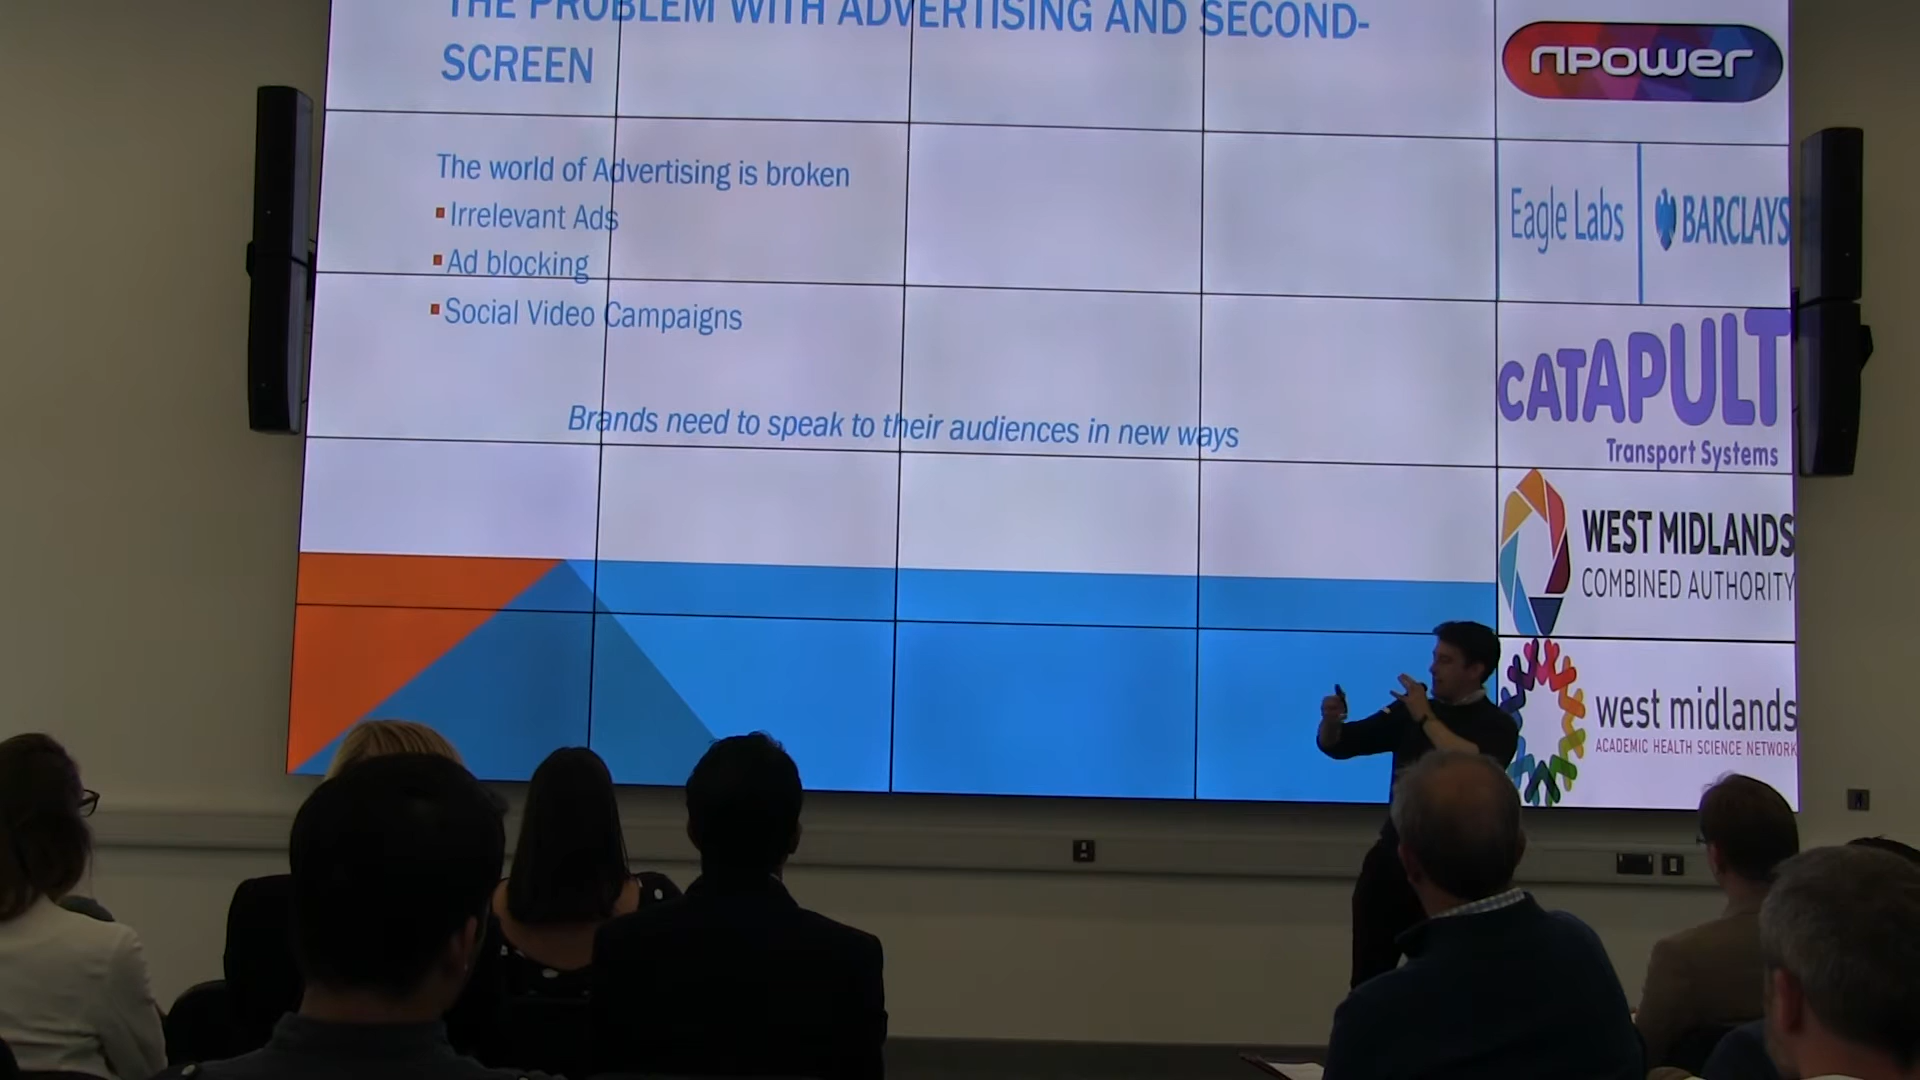 THE PROBLEM WITH ADVERTISING AND SECOND-
SCREEN
The world of Advertising is broken
Irrelevant Ads
Ad blocking
Social Video Campaigns
Brands need to speak to their audiences in new ways
npower
Eagle Labs
BARCLAYS
CATAPULT
Transport Systems
WEST MIDLANDS
COMBINED AUTHORITY
west midlands
ACADEMIC HEALTH SCIENCE NETWORK